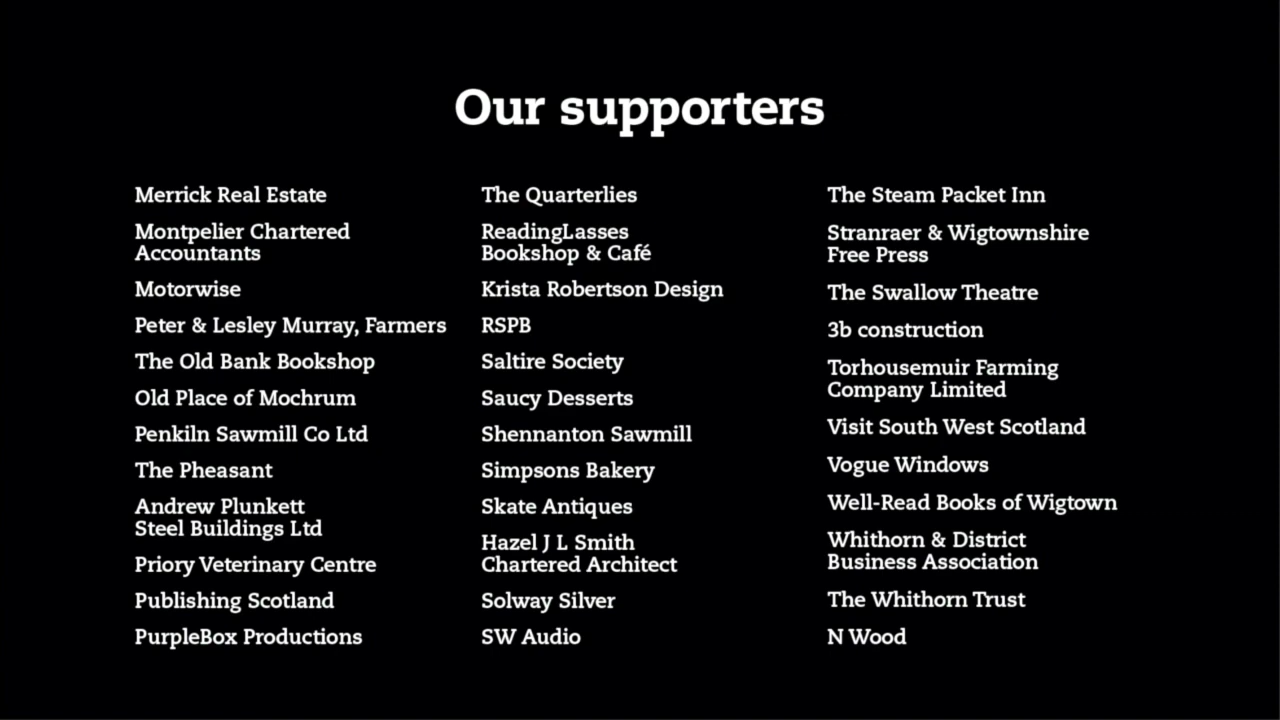 Our supporters
Merrick Real Estate
Montpelier Chartered
Accountants
Motorwise
Peter & Lesley Murray, Farmers
The Old Bank Bookshop
Old Place of Mochrum
Penkiln Sawmill Co Ltd
The Pheasant
Andrew Plunkett
Steel Buildings Ltd
Priory Veterinary Centre
Publishing Scotland
PurpleBox Productions
The Quarterlies
ReadingLasses
Bookshop & Café
Krista Robertson Design
RSPB
Saltire Society
Saucy Desserts
Shennanton Sawmill
Simpsons Bakery
Skate Antiques
Hazel J L Smith
Chartered Architect
Solway Silver
SW Audio
The Steam Packet Inn
Stranraer & Wigtownshire
Free Press
The Swallow Theatre
3b construction
Torhousemuir Farming
Company Limited
Visit South West Scotland
Vogue Windows
Well-Read Books of Wigtown
Whithorn & District
Business Association
The Whithorn Trust
N Wood